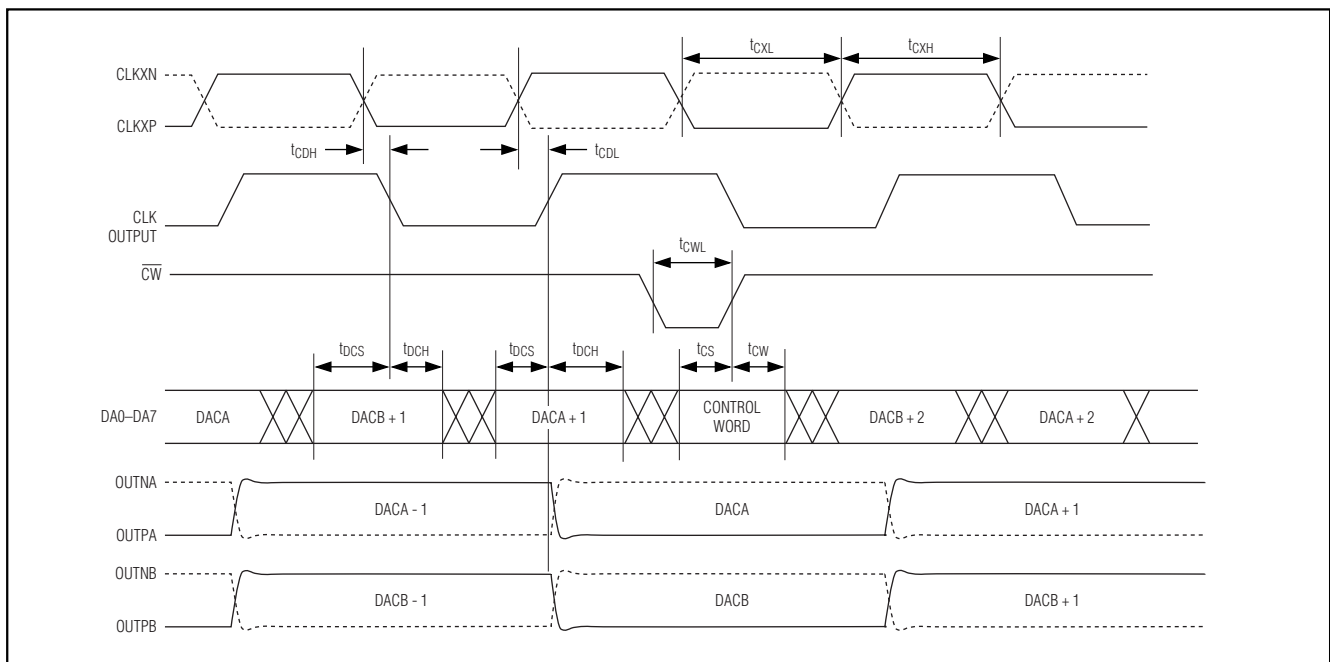 tCXL tCXH
CLKXN
CLKXP
tCDH tCDL
CLK
OUTPUT
tCWL
CW
tDCS tDCH tDCS tDCH tCS tCW
DA0–DA7 DACA DACB + 1 DACA + 1 CONTROL WORD DACB + 2 DACA + 2
OUTNA
DACA - 1 DACA DACA + 1
OUTPA
OUTNB
DACB - 1 DACB DACB + 1
OUTPB